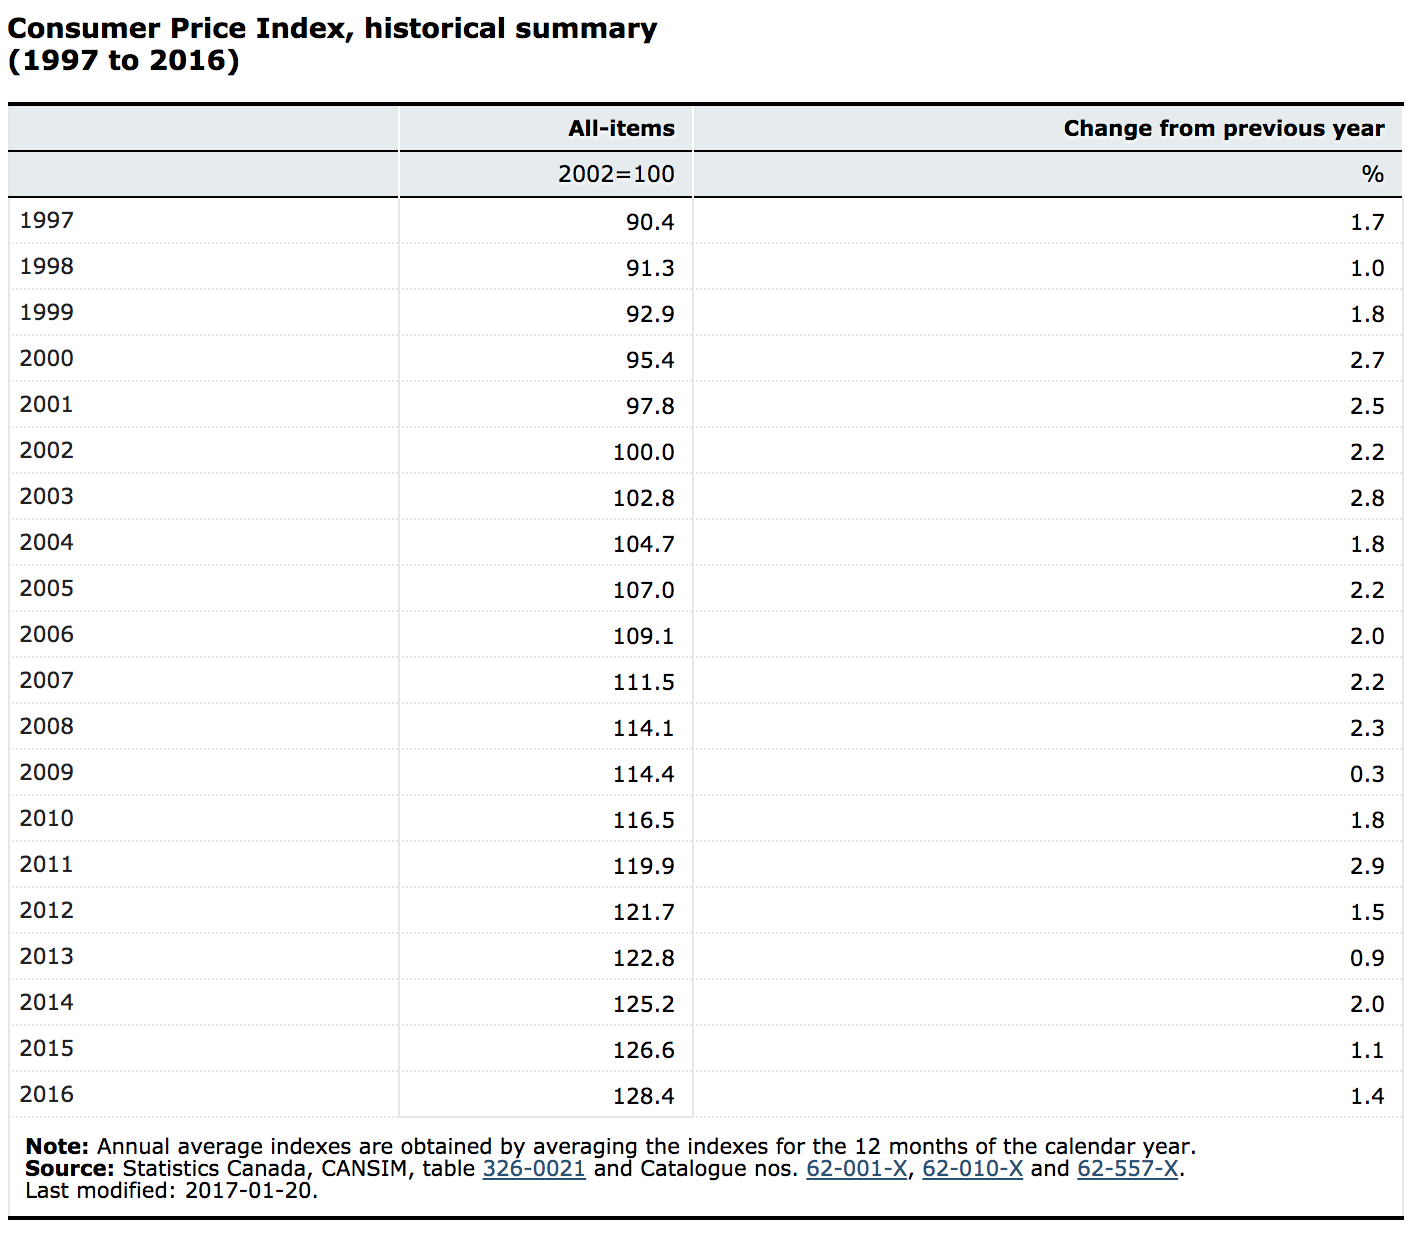 Consumer Price Index, historical summary
(1997 to 2016)
All-items Change from previous year
2002=100 %
1997 90.4 1.7
1998 91.3 1.0
1999 92.9 1.8
2000 95.4 2.7
2001 97.8 2.5
2002 100.0 2.2
2003 102.8 2.8
2004 104.7 1.8
2005 107.0 2.2
2006 109.1 2.0
2007 111.5 2.2
2008 114.1 2.3
2009 114.4 0.3
2010 116.5 1.8
2011 119.9 2.9
2012 121.7 1.5
2013 122.8 0.9
2014 125.2 2.0
2015 126.6 1.1
2016 128.4 1.4
Note: Annual average indexes are obtained by averaging the indexes for the 12 months of the calendar year.
Source: Statistics Canada, CANSIM, table 326-0021 and Catalogue nos. 62-001-X, 62-010-X and 62-557-X.
Last modified: 2017-01-20.